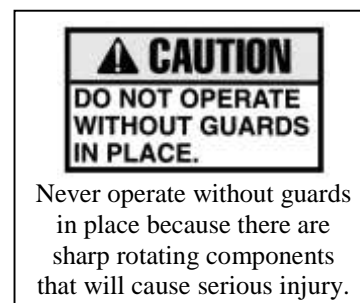 CAUTION
DO NOT OPERATE
WITHOUT GUARDS
IN PLACE.
Never operate without guards
in place because there are
sharp rotating components
that will cause serious injury.